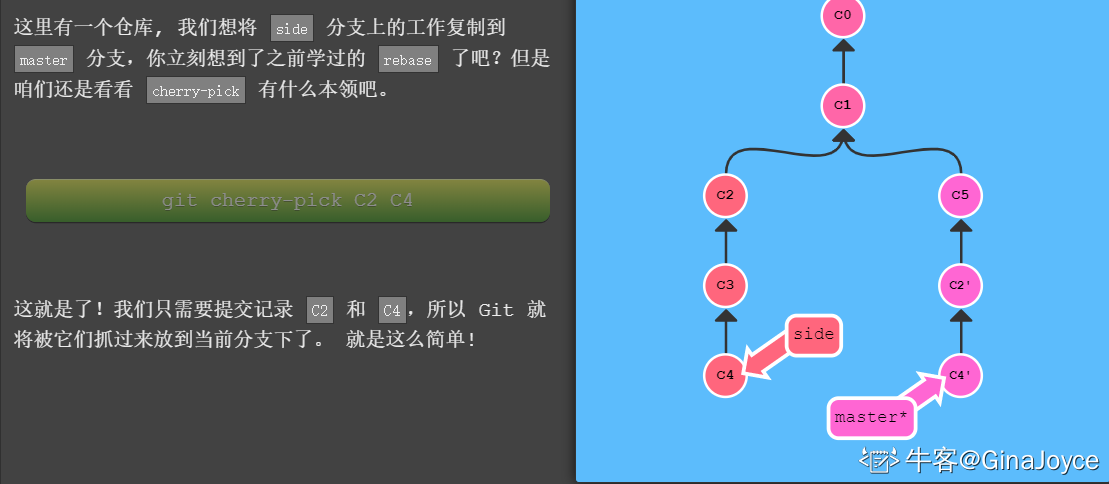 这里有一个仓库, 我们想将 side 分支上的工作复制到
master 分支，你立刻想到了之前学过的 rebase 了吧？但是
咱们还是看看 cherry-pick 有什么本领吧。
git cherry-pick C2 C4
这就是了！我们只需要提交记录 C2 和 C4，所以 Git 就
将被它们抓过来放到当前分支下了。 就是这么简单!
C0
C1
C2
C5
C3
C2'
side
C4
C4'
master*
牛客@GinaJoyce